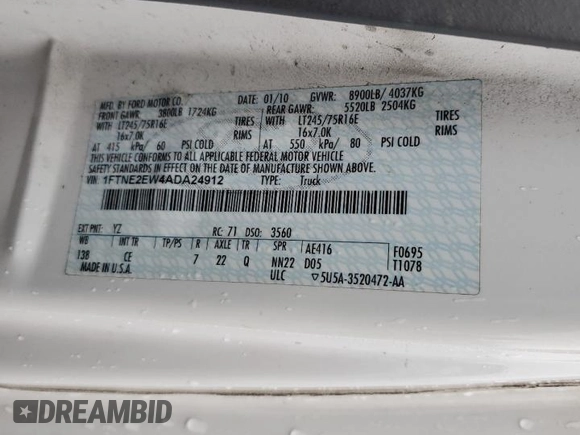 MFD. BY FORD MOTOR CO.
01/10 GVWR: 8900LB/ 4037KG
FRONT GAWR: 3800LB 1724KG REAR GAWR: 5520LB 2504KG
WITH LT245/75R16E TIRES WITH LT245/75R16E TIRES
16x7.0K RIMS 16x7.0K RIMS
AT 415 kPa/ 60 PSI COLD AT 550 kPa/ 80 PSI COLD
THIS VEHICLE CONFORMS TO ALL APPLICABLE FEDERAL MOTOR VEHICLE
SAFETY STANDARDS IN EFFECT ON THE DATE OF MANUFACTURE SHOWN ABOVE.
VIN: 1FTNE2EW4ADA24912 TYPE: Truck
EXT PNT: YZ RC: 71 DSO: 3560
WB INT TR TP/PS R AXLE TR SPR AE416 F0695
138 CE 7 22 Q NN22 D05 T1078
MADE IN U.S.A. ULC 5U5A-3520472-AA
DREAMBID